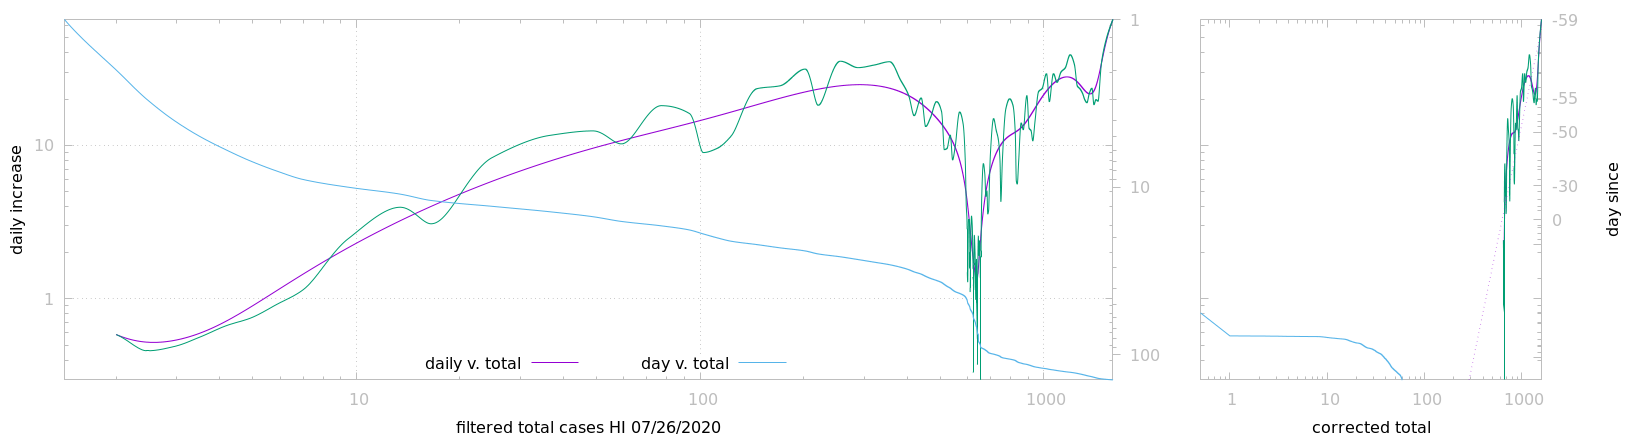 daily increase
10
1
1
10
100
daily v. total
day v. total
10
100
1000
filtered total cases HI 07/26/2020
-59
-55
-50
-30
0
day since
1
10
100
1000
corrected total